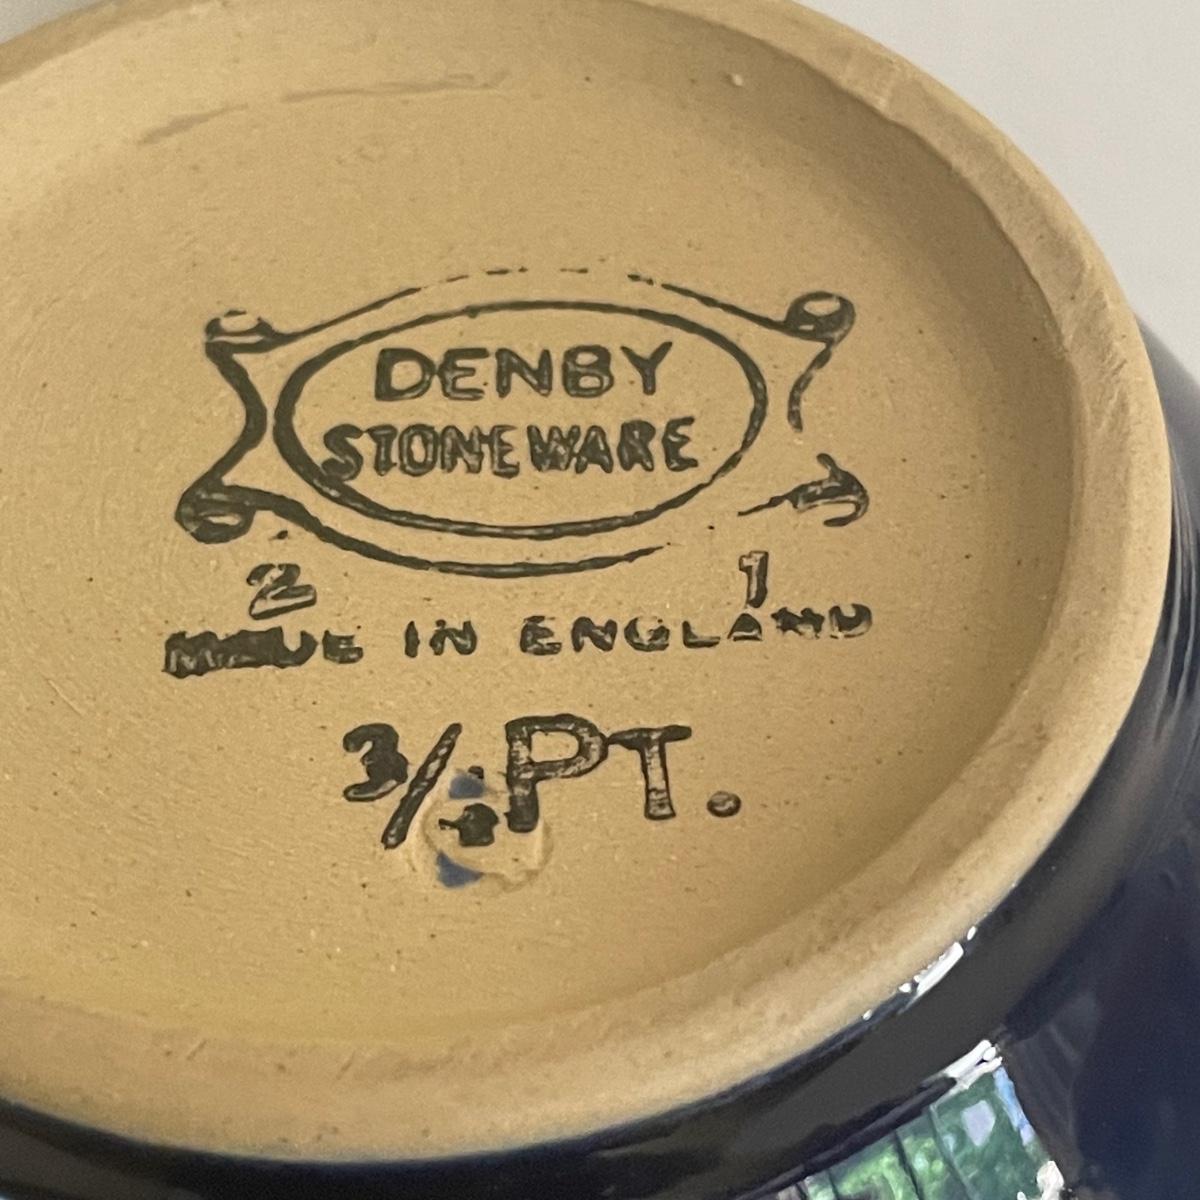 DENBY
STONEWARE
2 1
MADE IN ENGLAND
3/4 PT.